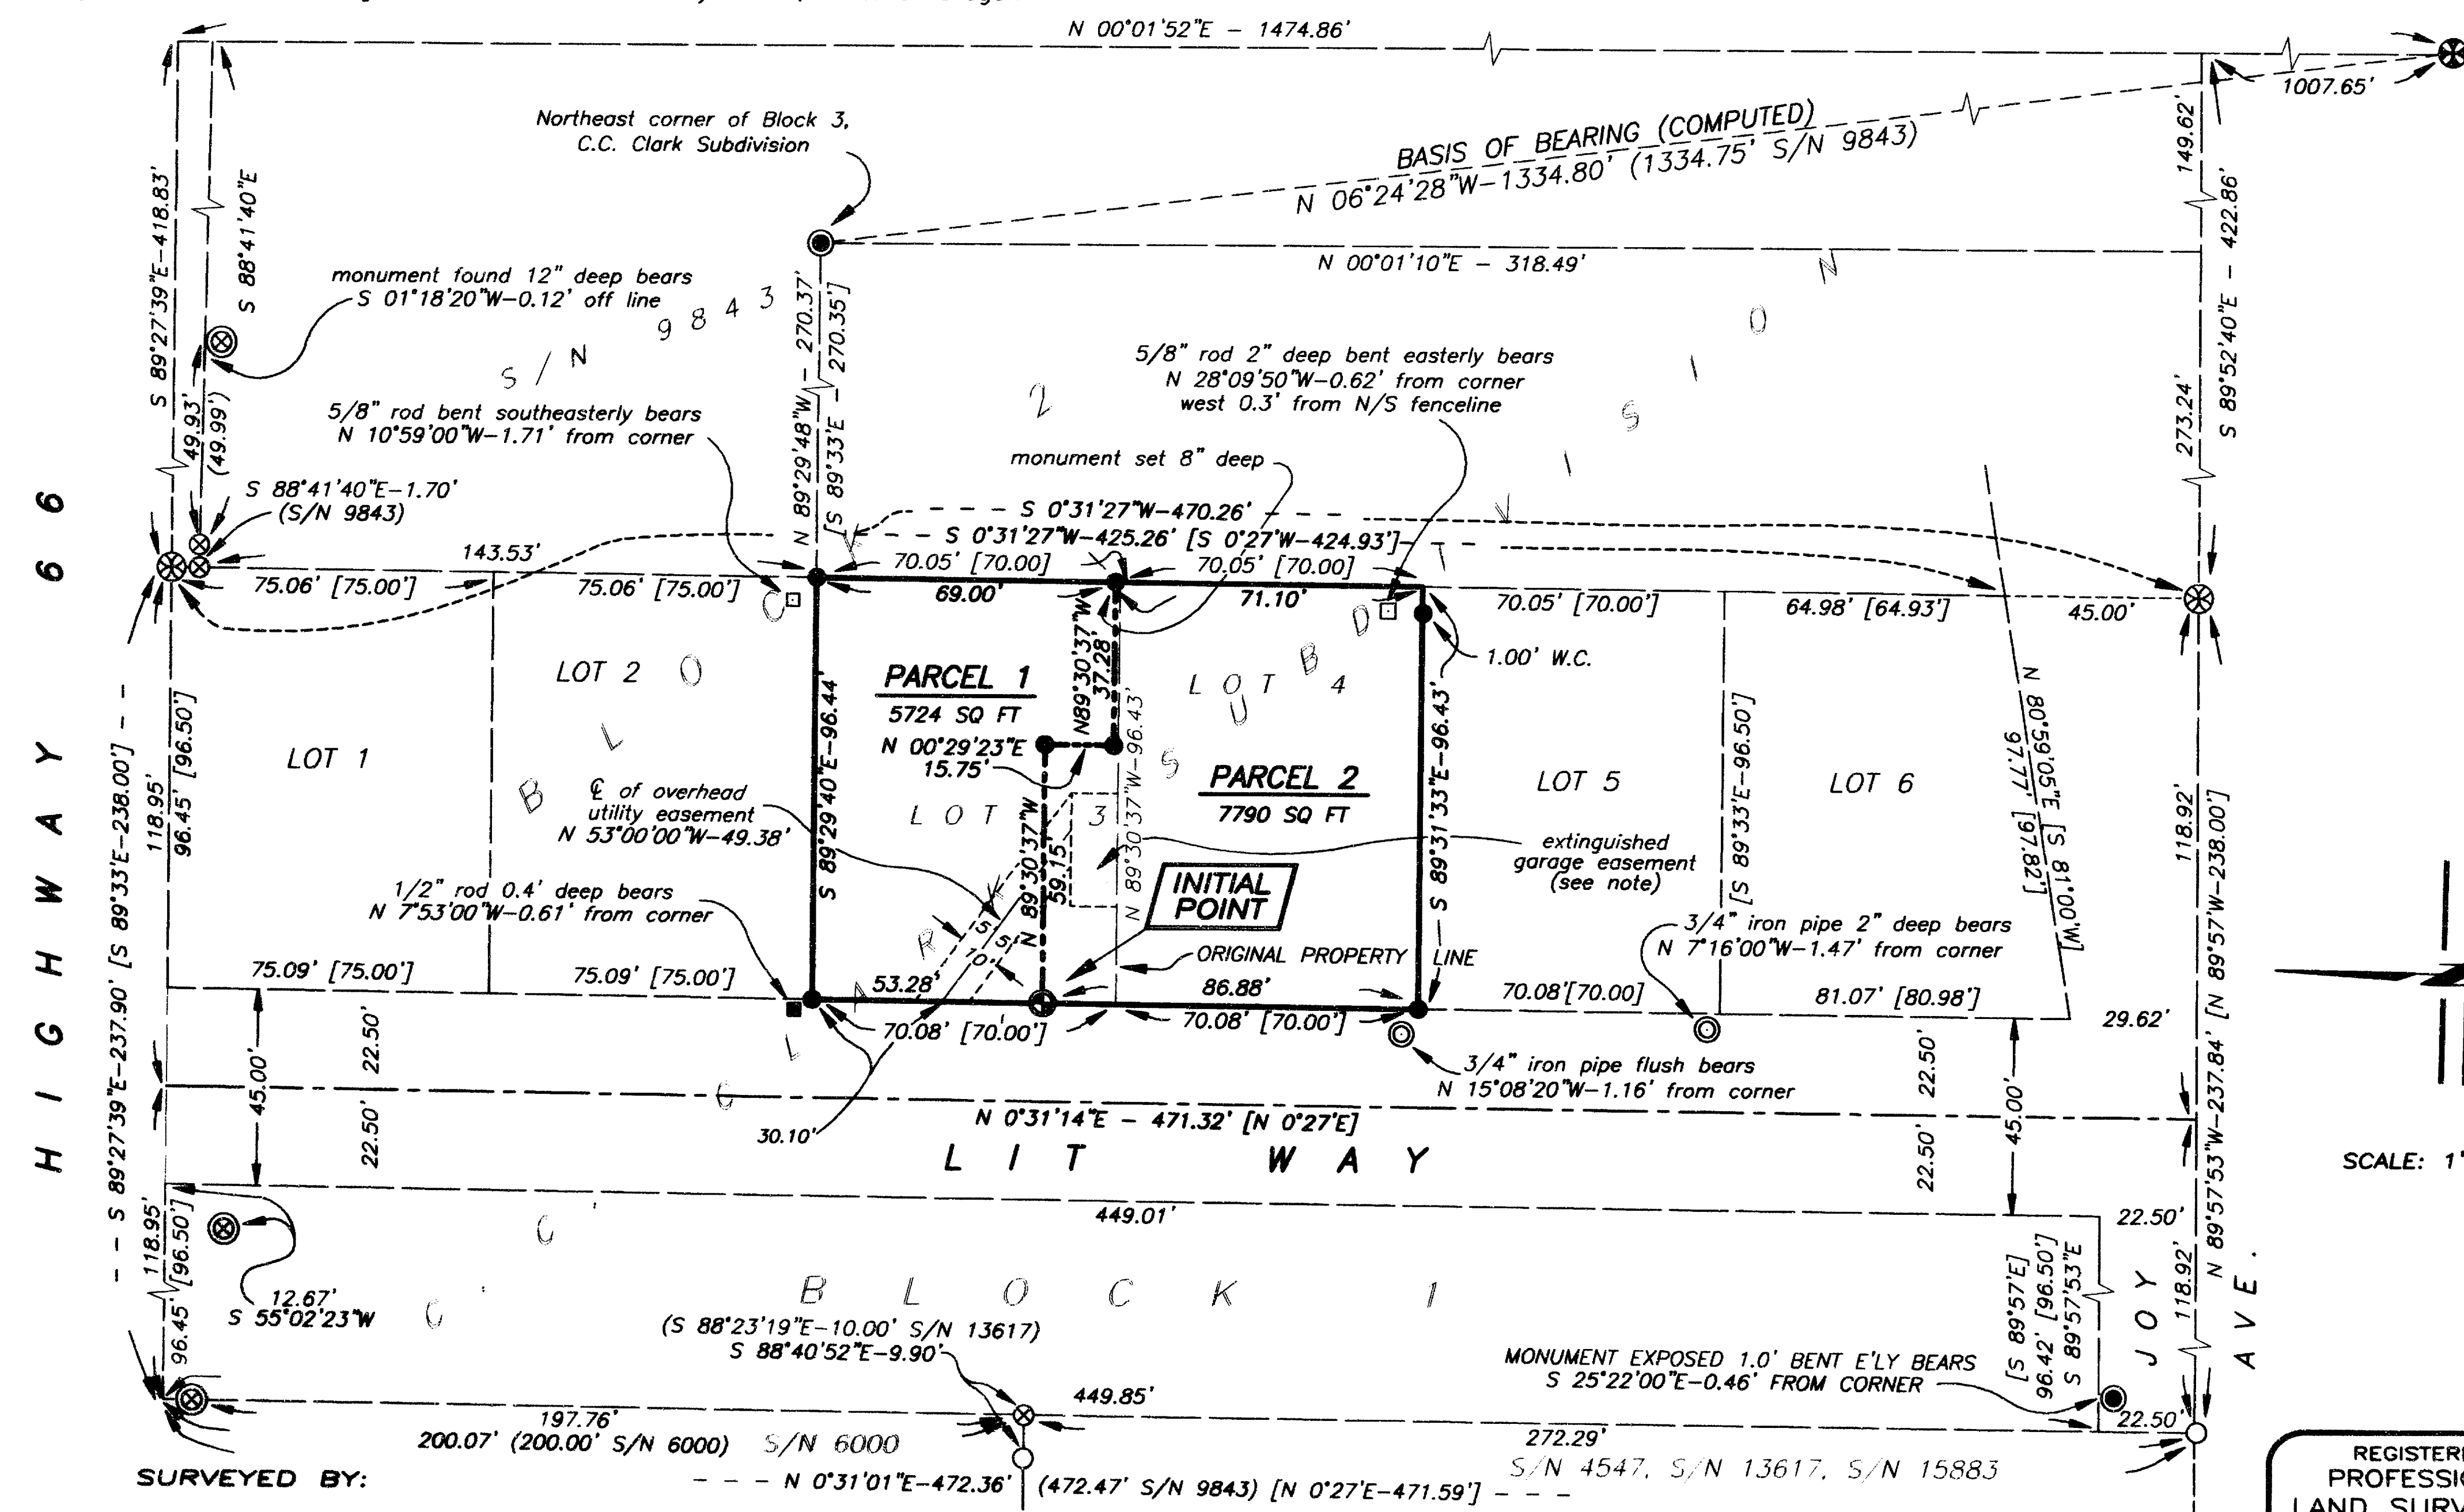 N 00°01'52"E - 1474.86'
1007.65'
Northeast corner of Block 3,
C.C. Clark Subdivision
BASIS OF BEARING (COMPUTED)
N 06°24'28"W-1334.80' (1334.75' S/N 9843)
149.62'
S 89°52'40"E - 422.86'
273.24'
S 89°27'39"E-418.83'
S 88°41'40"E
N 00°01'10"E - 318.49'
monument found 12" deep bears
S 01°18'20"W-0.12' off line
S/N 9843
49.93'
(49.99')
N 89°29'48"W - 270.37'
[S 89°33'E - 270.35']
5/8" rod 2" deep bent easterly bears
N 28°09'50"W-0.62' from corner
west 0.3' from N/S fenceline
5/8" rod bent southeasterly bears
N 10°59'00"W-1.71' from corner
monument set 8" deep
S 88°41'40"E-1.70'
(S/N 9843)
S 0°31'27"W-470.26'
S 0°31'27"W-425.26' [S 0°27'W-424.93']
143.53'
70.05' [70.00]
70.05' [70.00]
75.06' [75.00']
75.06' [75.00']
69.00'
71.10'
70.05' [70.00']
64.98' [64.93']
45.00'
1.00' W.C.
HIGHWAY 66
BLOCK 2
C.C. CLARK SUBDIVISION
LOT 1
LOT 2
PARCEL 1
5724 SQ FT
N89°30'37"W
37.28'
N 00°29'23"E
15.75'
LOT 3
LOT 4
PARCEL 2
7790 SQ FT
LOT 5
LOT 6
S 89°29'40"E-96.44'
N 89°30'37"W-96.43'
S 89°31'33"E-96.43'
[S 89°33'E-96.50']
N 80°59'05"E [S 81°00'W]
97.77' [97.82']
℄ of overhead
utility easement
N 53°00'00"W-49.38'
N 89°30'37"W
59.15'
extinguished
garage easement
(see note)
INITIAL
POINT
1/2" rod 0.4' deep bears
N 7°53'00"W-0.61' from corner
5'
5'
10'
3/4" iron pipe 2" deep bears
N 7°16'00"W-1.47' from corner
ORIGINAL PROPERTY LINE
S 89°27'39"E-237.90' [S 89°33'E-238.00']
118.95'
96.45' [96.50']
118.92'
N 89°57'53"W-237.84' [N 89°57'W-238.00']
75.09' [75.00']
75.09' [75.00']
53.28'
86.88'
70.08'[70.00]
81.07' [80.98']
29.62'
70.08' [70.00']
70.08' [70.00']
45.00'
22.50'
22.50'
3/4" iron pipe flush bears
N 15°08'20"W-1.16' from corner
22.50'
22.50'
45.00'
30.10'
N 0°31'14"E - 471.32' [N 0°27'E]
LIT WAY
SCALE: 1"
449.01'
22.50'
118.95'
96.45' [96.50']
12.67'
S 55°02'23"W
BLOCK 1
[S 89°57'E]
96.42' [96.50']
S 89°57'53"E
JOY AVE.
118.92'
(S 88°23'19"E-10.00' S/N 13617)
S 88°40'52"E-9.90'
MONUMENT EXPOSED 1.0' BENT E'LY BEARS
S 25°22'00"E-0.46' FROM CORNER
449.85'
22.50'
197.76'
272.29'
200.07' (200.00' S/N 6000) S/N 6000
S/N 4547, S/N 13617, S/N 15883
SURVEYED BY:
N 0°31'01"E-472.36' (472.47' S/N 9843) [N 0°27'E-471.59']
PROFESSI
LAND SURV